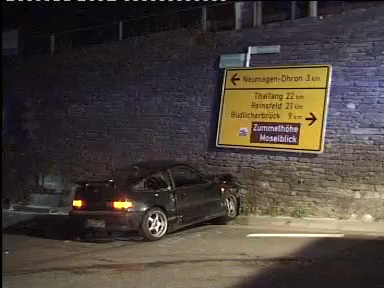 Neumagen-Dhron 3 km
Thalfang 22 km
Reinsfeld 21 km
Büdlicherbrück 9 km
Zummethöhe
Moselblick